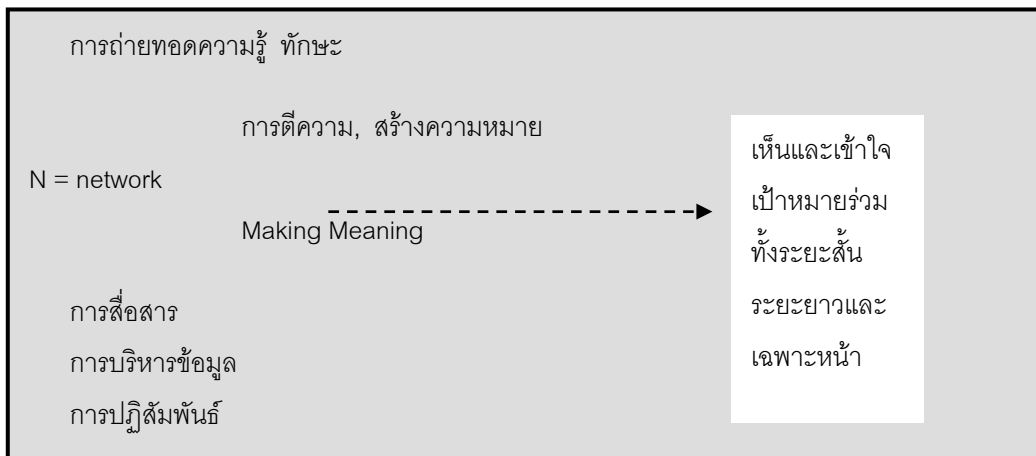 การถ่ายทอดความรู้ ทักษะ
การตีความ, สร้างความหมาย
N = network
Making Meaning
การสื่อสาร
การบริหารข้อมูล
การปฏิสัมพันธ์
เห็นและเข้าใจ
เป้าหมายร่วม
ทั้งระยะสั้น
ระยะยาวและ
เฉพาะหน้า